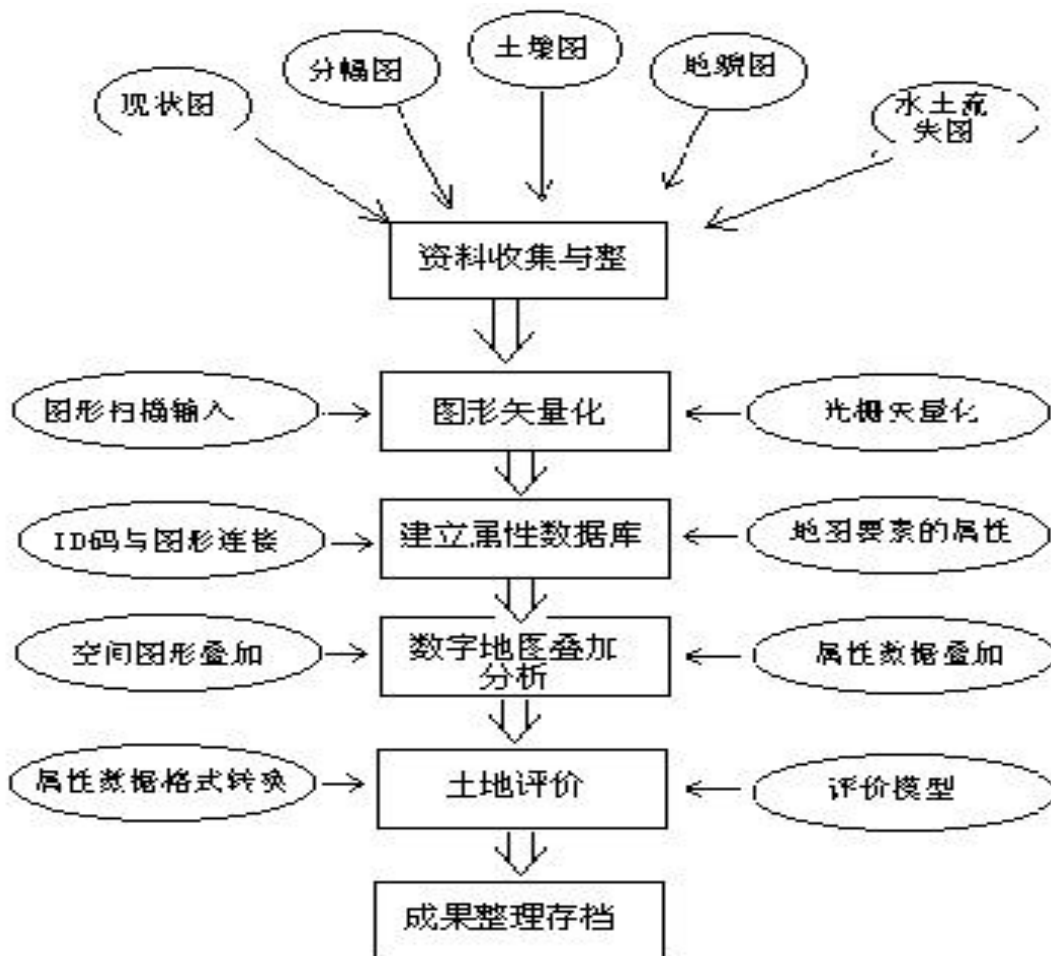 现状图
分幅图
土壤图
地貌图
水土流
失图
资料收集与整
图形扫描输入
图形矢量化
光栅矢量化
ID码与图形连接
建立属性数据库
地图要素的属性
空间图形叠加
数字地图叠加
分析
属性数据叠加
属性数据格式转换
土地评价
评价模型
成果整理存档